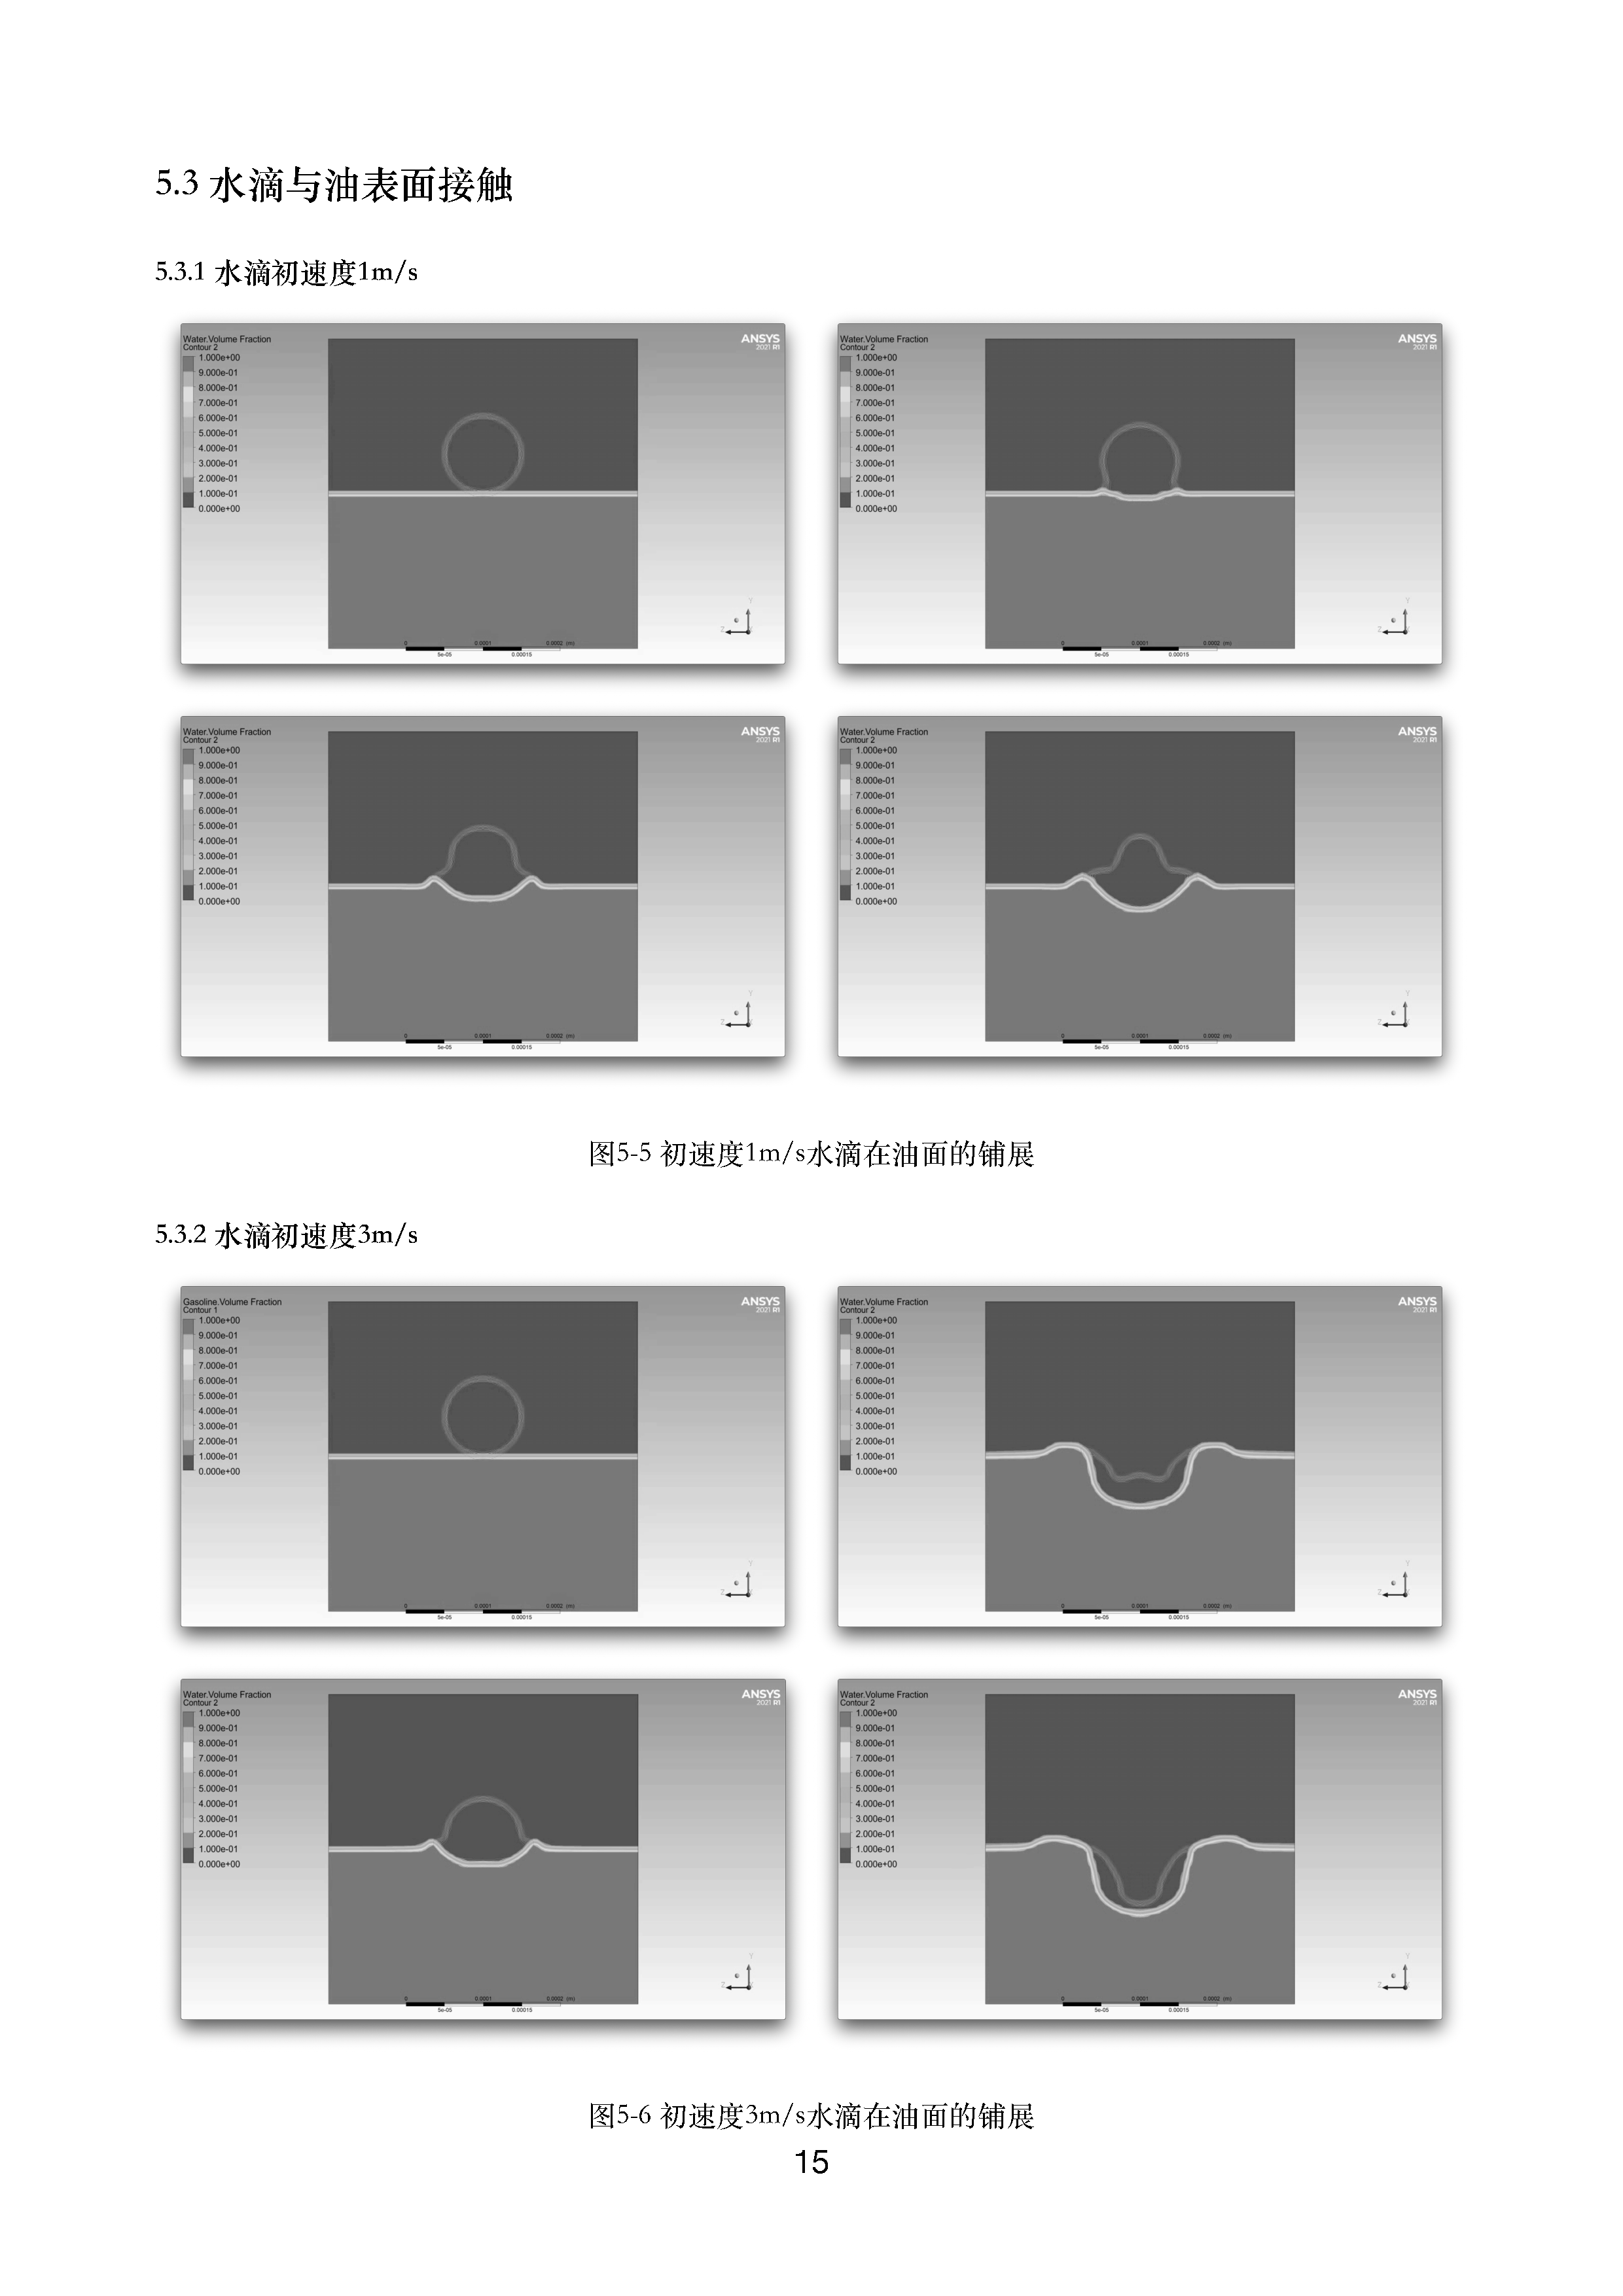 5.3 水滴与油表面接触
5.3.1 水滴初速度1m/s
Water.Volume Fraction
Contour 2
1.000e+00
9.000e-01
8.000e-01
7.000e-01
6.000e-01
5.000e-01
4.000e-01
3.000e-01
2.000e-01
1.000e-01
0.000e+00
ANSYS
2021 R1
Y
Z
0 0.0001 0.0002 (m)
5e-05 0.00015
Water.Volume Fraction
Contour 2
1.000e+00
9.000e-01
8.000e-01
7.000e-01
6.000e-01
5.000e-01
4.000e-01
3.000e-01
2.000e-01
1.000e-01
0.000e+00
ANSYS
2021 R1
Y
Z
0 0.0001 0.0002 (m)
5e-05 0.00015
Water.Volume Fraction
Contour 2
1.000e+00
9.000e-01
8.000e-01
7.000e-01
6.000e-01
5.000e-01
4.000e-01
3.000e-01
2.000e-01
1.000e-01
0.000e+00
ANSYS
2021 R1
Y
Z
0 0.0001 0.0002 (m)
5e-05 0.00015
Water.Volume Fraction
Contour 2
1.000e+00
9.000e-01
8.000e-01
7.000e-01
6.000e-01
5.000e-01
4.000e-01
3.000e-01
2.000e-01
1.000e-01
0.000e+00
ANSYS
2021 R1
Y
Z
0 0.0001 0.0002 (m)
5e-05 0.00015
图5-5 初速度1m/s水滴在油面的铺展
5.3.2 水滴初速度3m/s
Gasoline.Volume Fraction
Contour 1
1.000e+00
9.000e-01
8.000e-01
7.000e-01
6.000e-01
5.000e-01
4.000e-01
3.000e-01
2.000e-01
1.000e-01
0.000e+00
ANSYS
2021 R1
Y
Z
0 0.0001 0.0002 (m)
5e-05 0.00015
Water.Volume Fraction
Contour 2
1.000e+00
9.000e-01
8.000e-01
7.000e-01
6.000e-01
5.000e-01
4.000e-01
3.000e-01
2.000e-01
1.000e-01
0.000e+00
ANSYS
2021 R1
Y
Z
0 0.0001 0.0002 (m)
5e-05 0.00015
Water.Volume Fraction
Contour 2
1.000e+00
9.000e-01
8.000e-01
7.000e-01
6.000e-01
5.000e-01
4.000e-01
3.000e-01
2.000e-01
1.000e-01
0.000e+00
ANSYS
2021 R1
Y
Z
0 0.0001 0.0002 (m)
5e-05 0.00015
Water.Volume Fraction
Contour 2
1.000e+00
9.000e-01
8.000e-01
7.000e-01
6.000e-01
5.000e-01
4.000e-01
3.000e-01
2.000e-01
1.000e-01
0.000e+00
ANSYS
2021 R1
Y
Z
0 0.0001 0.0002 (m)
5e-05 0.00015
图5-6 初速度3m/s水滴在油面的铺展
15